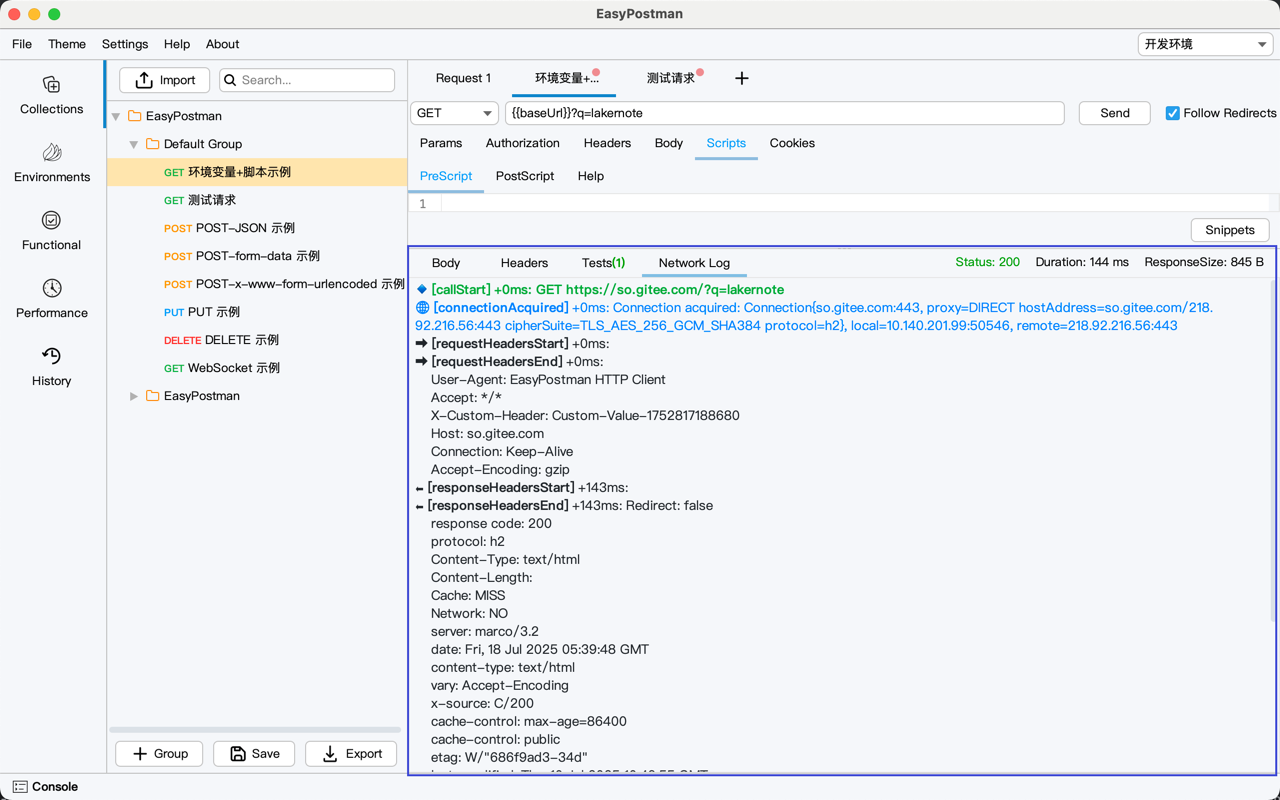 EasyPostman
File Theme Settings Help About
开发环境
Collections
Environments
Functional
Performance
History
Import
Search...
EasyPostman
Default Group
GET 环境变量+脚本示例
GET 测试请求
POST POST-JSON 示例
POST POST-form-data 示例
POST POST-x-www-form-urlencoded 示例
PUT PUT 示例
DELETE DELETE 示例
GET WebSocket 示例
EasyPostman
Group Save Export
Request 1 环境变量+... 测试请求
GET {{baseUrl}}?q=lakernote Send Follow Redirects
Params Authorization Headers Body Scripts Cookies
PreScript PostScript Help
1
Snippets
Body Headers Tests(1) Network Log Status: 200 Duration: 144 ms ResponseSize: 845 B
[callStart] +0ms: GET https://so.gitee.com/?q=lakernote
[connectionAcquired] +0ms: Connection acquired: Connection{so.gitee.com:443, proxy=DIRECT hostAddress=so.gitee.com/218.
92.216.56:443 cipherSuite=TLS_AES_256_GCM_SHA384 protocol=h2}, local=10.140.201.99:50546, remote=218.92.216.56:443
[requestHeadersStart] +0ms:
[requestHeadersEnd] +0ms:
User-Agent: EasyPostman HTTP Client
Accept: */*
X-Custom-Header: Custom-Value-1752817188680
Host: so.gitee.com
Connection: Keep-Alive
Accept-Encoding: gzip
[responseHeadersStart] +143ms:
[responseHeadersEnd] +143ms: Redirect: false
response code: 200
protocol: h2
Content-Type: text/html
Content-Length:
Cache: MISS
Network: NO
server: marco/3.2
date: Fri, 18 Jul 2025 05:39:48 GMT
content-type: text/html
vary: Accept-Encoding
x-source: C/200
cache-control: max-age=86400
cache-control: public
etag: W/"686f9ad3-34d"
Console